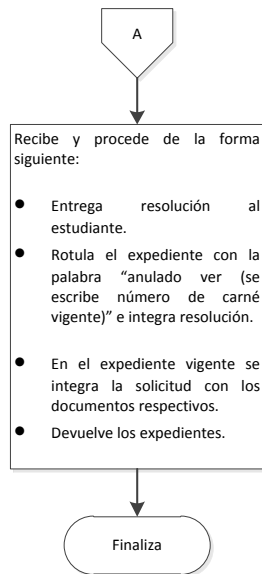 A
Recibe y procede de la forma
siguiente:
● Entrega resolución al
estudiante.
● Rotula el expediente con la
palabra “anulado ver (se
escribe número de carné
vigente)” e integra resolución.
● En el expediente vigente se
integra la solicitud con los
documentos respectivos.
● Devuelve los expedientes.
Finaliza